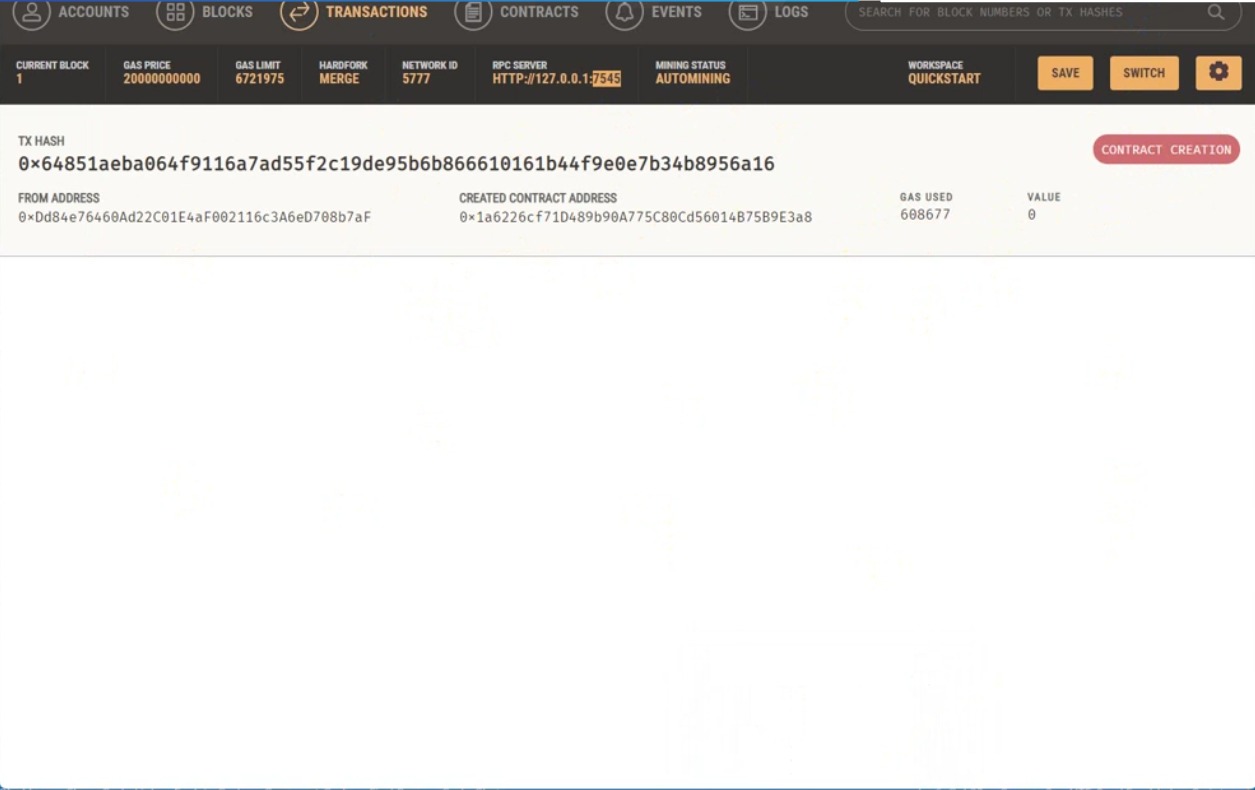 ACCOUNTS BLOCKS TRANSACTIONS CONTRACTS EVENTS LOGS SEARCH FOR BLOCK NUMBERS OR TX HASHES
CURRENT BLOCK GAS PRICE GAS LIMIT HARDFORK NETWORK ID RPC SERVER MINING STATUS WORKSPACE
1 20000000000 6721975 MERGE 5777 HTTP://127.0.0.1:7545 AUTOMINING QUICKSTART SAVE SWITCH
TX HASH
0×64851aeba064f9116a7ad55f2c19de95b6b866610161b44f9e0e7b34b8956a16 CONTRACT CREATION
FROM ADDRESS CREATED CONTRACT ADDRESS GAS USED VALUE
0×Dd84e76460Ad22C01E4aF002116c3A6eD708b7aF 0×1a6226cf71D489b90A775C80Cd56014B75B9E3a8 608677 0